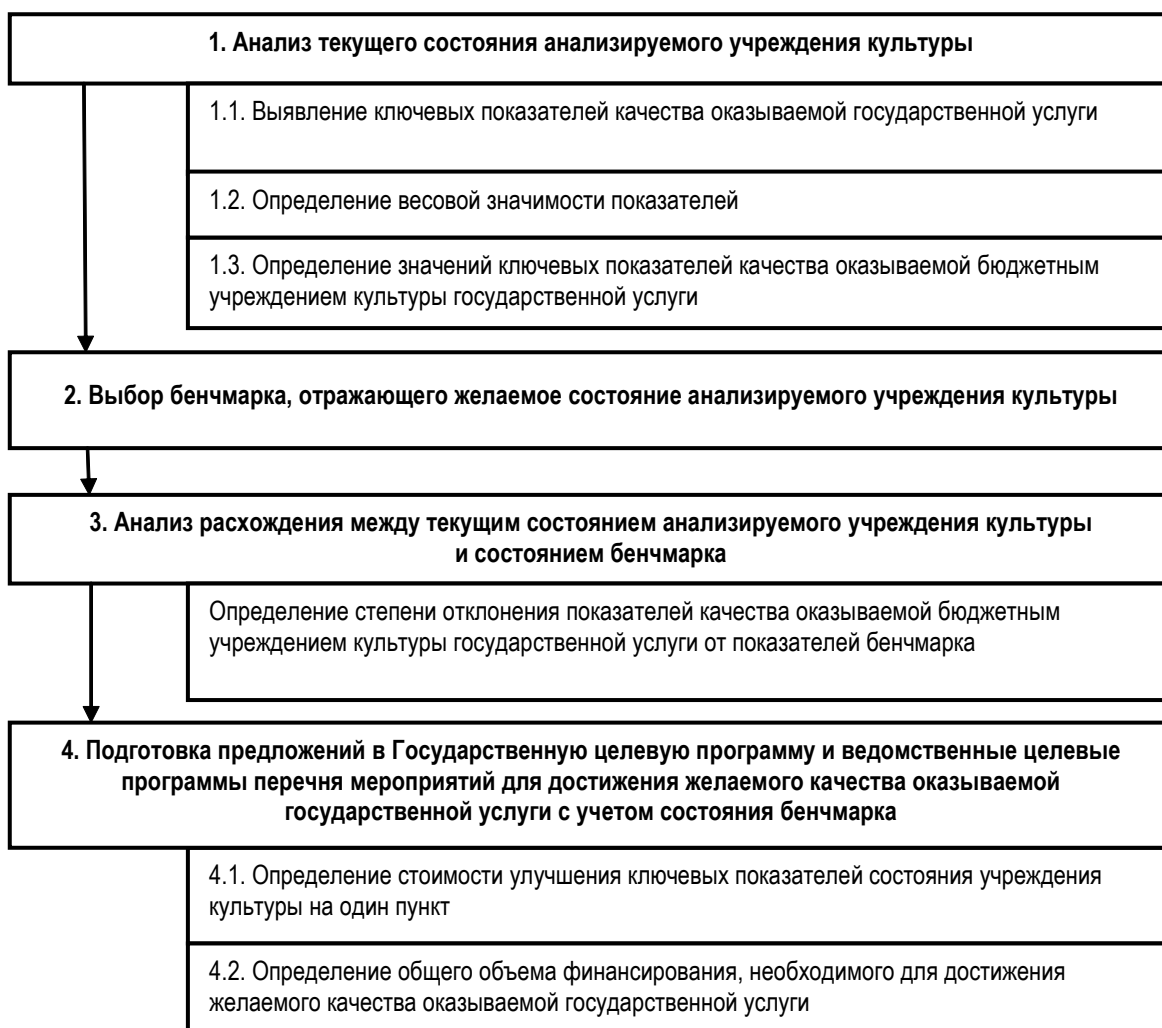 1. Анализ текущего состояния анализируемого учреждения культуры
1.1. Выявление ключевых показателей качества оказываемой государственной услуги
1.2. Определение весовой значимости показателей
1.3. Определение значений ключевых показателей качества оказываемой бюджетным
учреждением культуры государственной услуги
2. Выбор бенчмарка, отражающего желаемое состояние анализируемого учреждения культуры
3. Анализ расхождения между текущим состоянием анализируемого учреждения культуры
и состоянием бенчмарка
Определение степени отклонения показателей качества оказываемой бюджетным
учреждением культуры государственной услуги от показателей бенчмарка
4. Подготовка предложений в Государственную целевую программу и ведомственные целевые
программы перечня мероприятий для достижения желаемого качества оказываемой
государственной услуги с учетом состояния бенчмарка
4.1. Определение стоимости улучшения ключевых показателей состояния учреждения
культуры на один пункт
4.2. Определение общего объема финансирования, необходимого для достижения
желаемого качества оказываемой государственной услуги